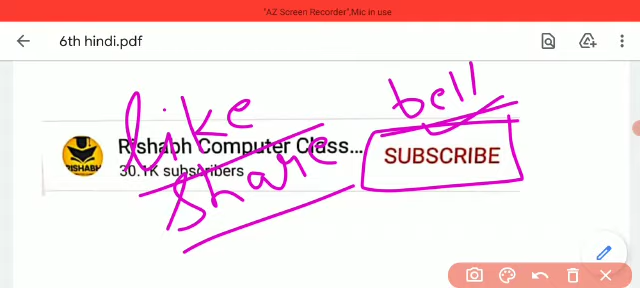 "AZ Screen Recorder",Mic in use
6th hindi.pdf
bell
like
Rishabh Computer Class...
SUBSCRIBE
RISHABH
30.1K subscribers
share